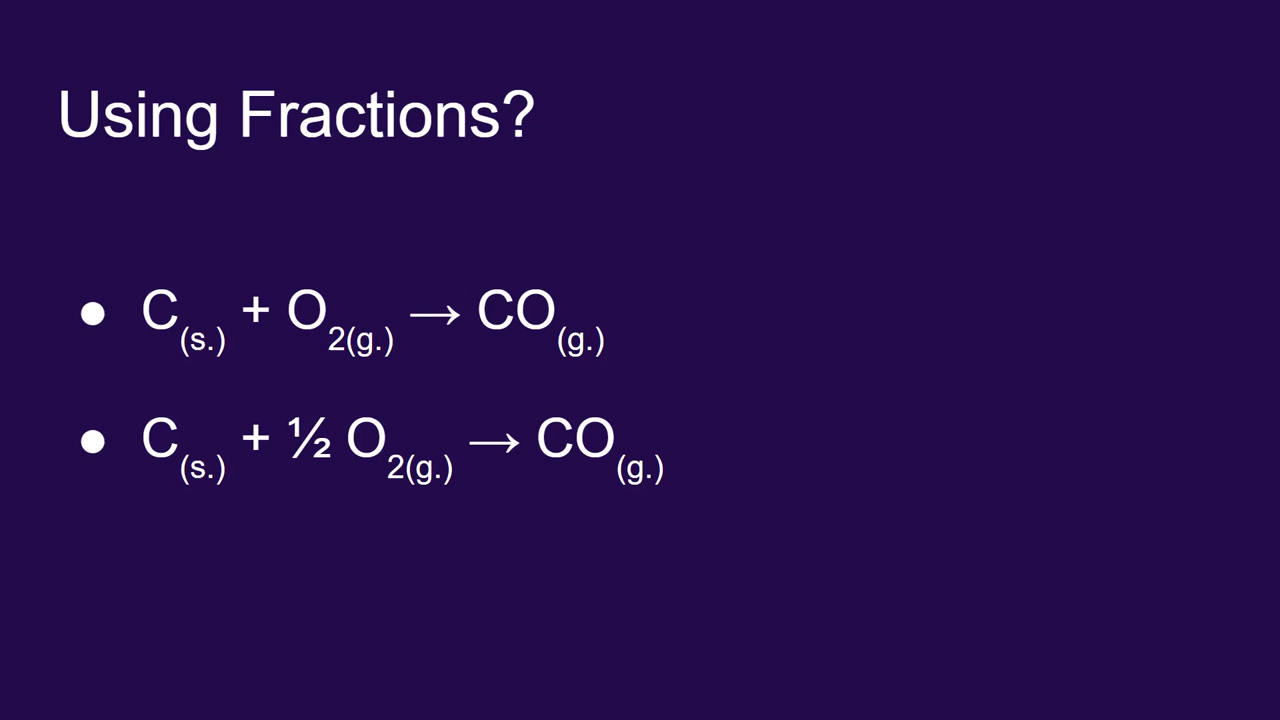 Using Fractions?
● C(s.) + O2(g.) → CO(g.)
● C(s.) + ½ O2(g.) → CO(g.)